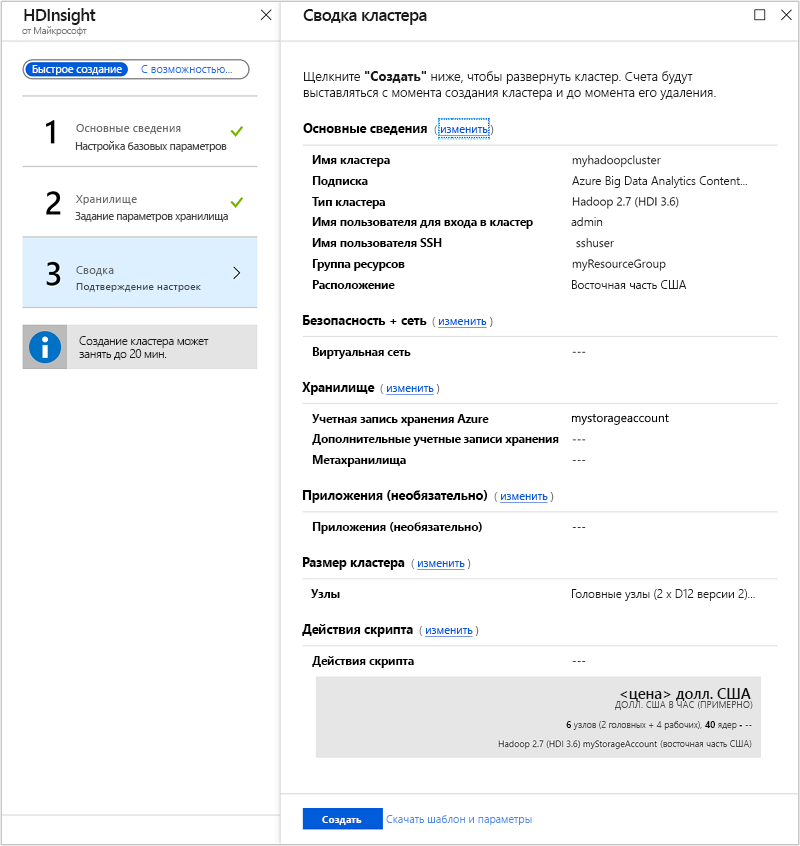 HDInsight
от Майкрософт
Быстрое создание
С возможностью...
1
Основные сведения
Настройка базовых параметров
2
Хранилище
Задание параметров хранилища
3
Сводка
Подтверждение настроек
Создание кластера может
занять до 20 мин.
Сводка кластера
Щелкните "Создать" ниже, чтобы развернуть кластер. Счета будут
выставляться с момента создания кластера и до момента его удаления.
Основные сведения (изменить)
Имя кластера myhadoopcluster
Подписка Azure Big Data Analytics Content...
Тип кластера Hadoop 2.7 (HDI 3.6)
Имя пользователя для входа в кластер admin
Имя пользователя SSH sshuser
Группа ресурсов myResourceGroup
Расположение Восточная часть США
Безопасность + сеть ( изменить )
Виртуальная сеть ---
Хранилище ( изменить )
Учетная запись хранения Azure mystorageaccount
Дополнительные учетные записи хранения ---
Метахранилища ---
Приложения (необязательно) ( изменить )
Приложения (необязательно) ---
Размер кластера ( изменить )
Узлы Головные узлы (2 x D12 версии 2)...
Действия скрипта ( изменить )
Действия скрипта ---
<цена> долл. США
ДОЛЛ. США В ЧАС (ПРИМЕРНО)
6 узлов (2 головных + 4 рабочих), 40 ядер - --
Hadoop 2.7 (HDI 3.6) myStorageAccount (восточная часть США)
Создать Скачать шаблон и параметры